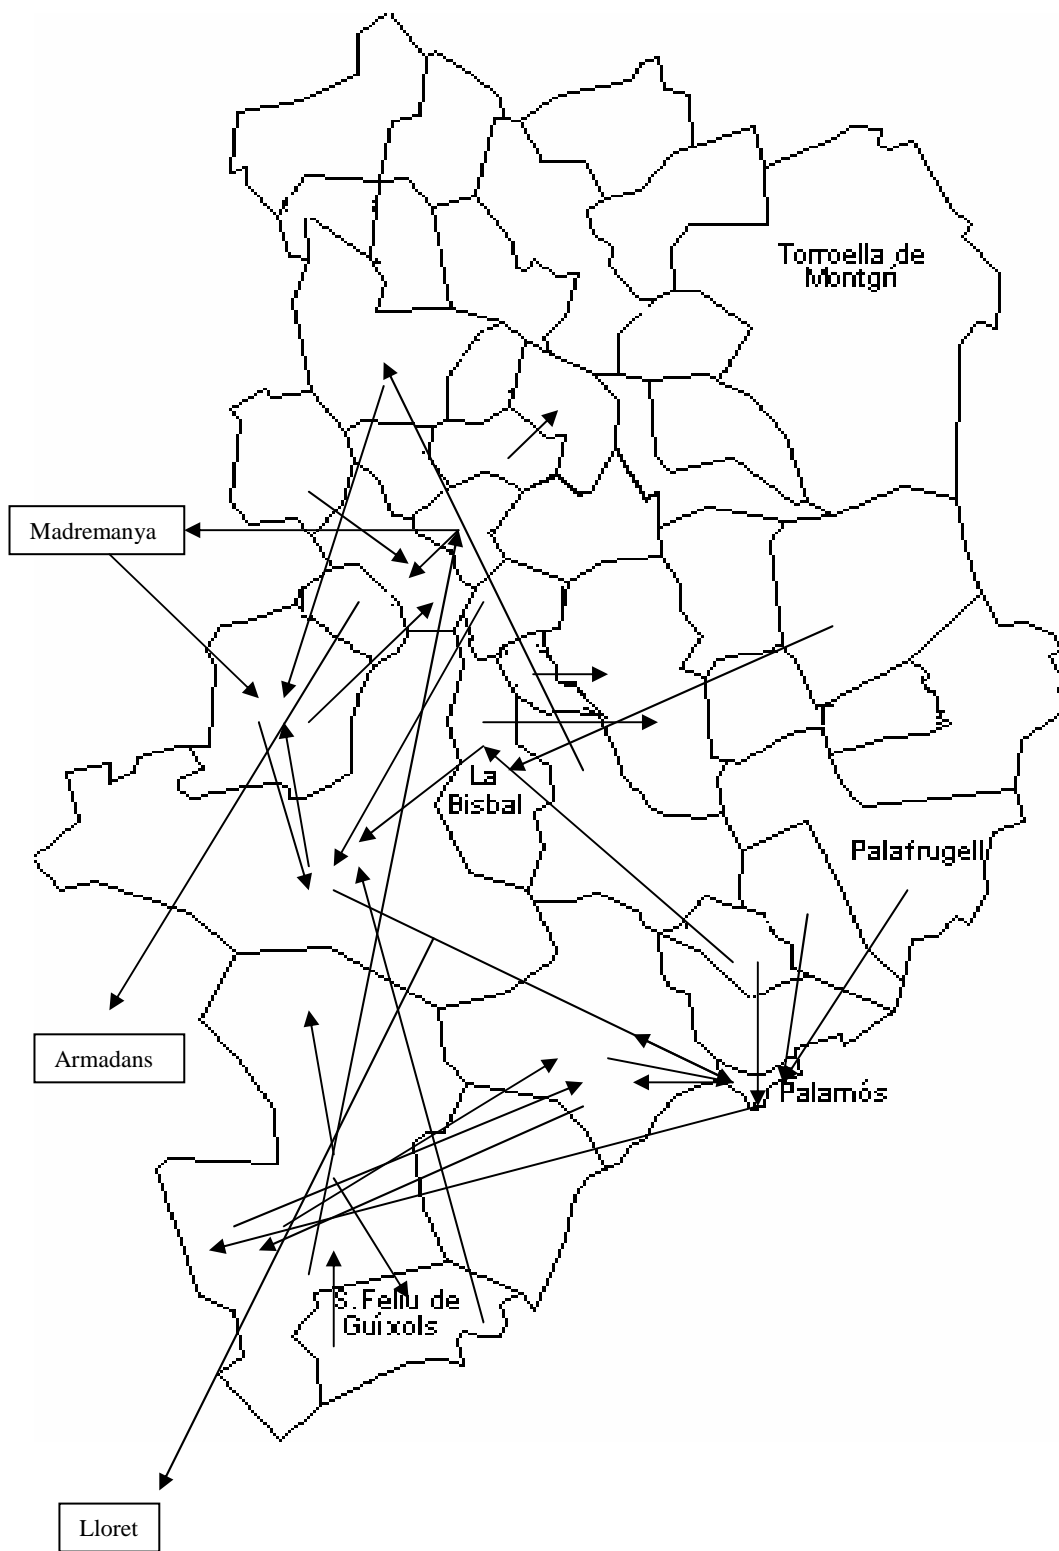 Torroella de
Montgrí
Madremanya
La
Bisbal
Palafrugell
Armadans
Palamós
S. Feliu de
Guíxols
Lloret